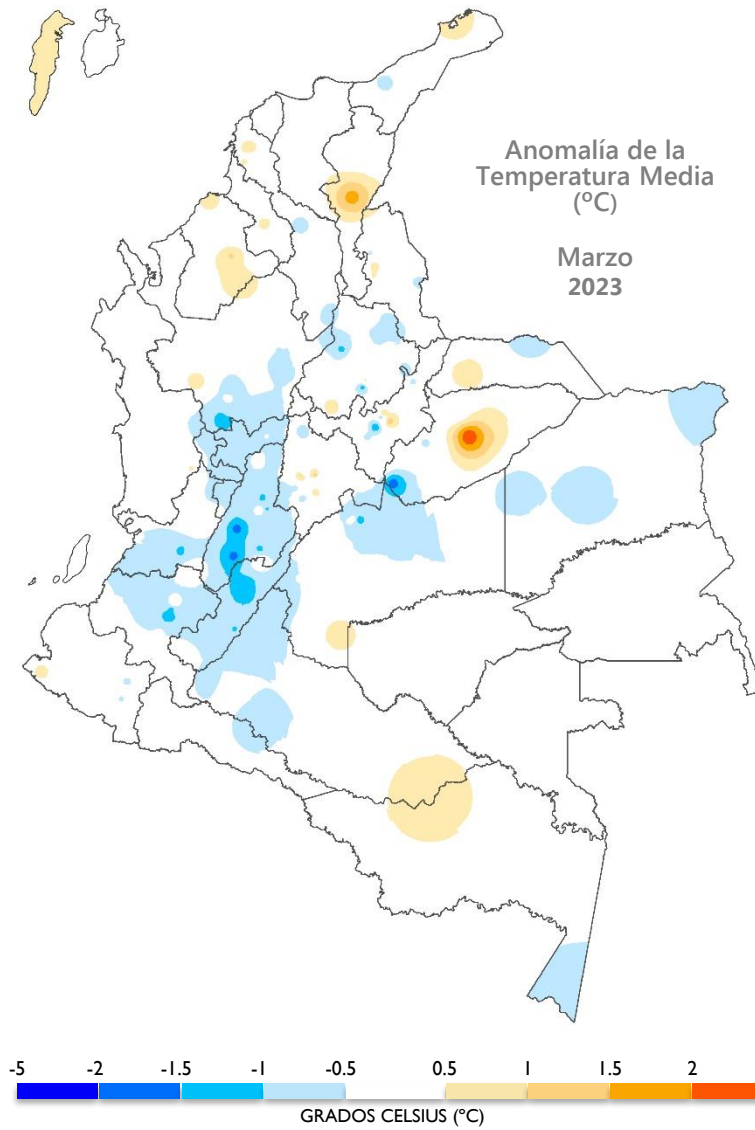 Anomalía de la
Temperatura Media
(ºC)
Marzo
2023
-5 -2 -1.5 -1 -0.5 0.5 1 1.5 2
GRADOS CELSIUS (ºC)